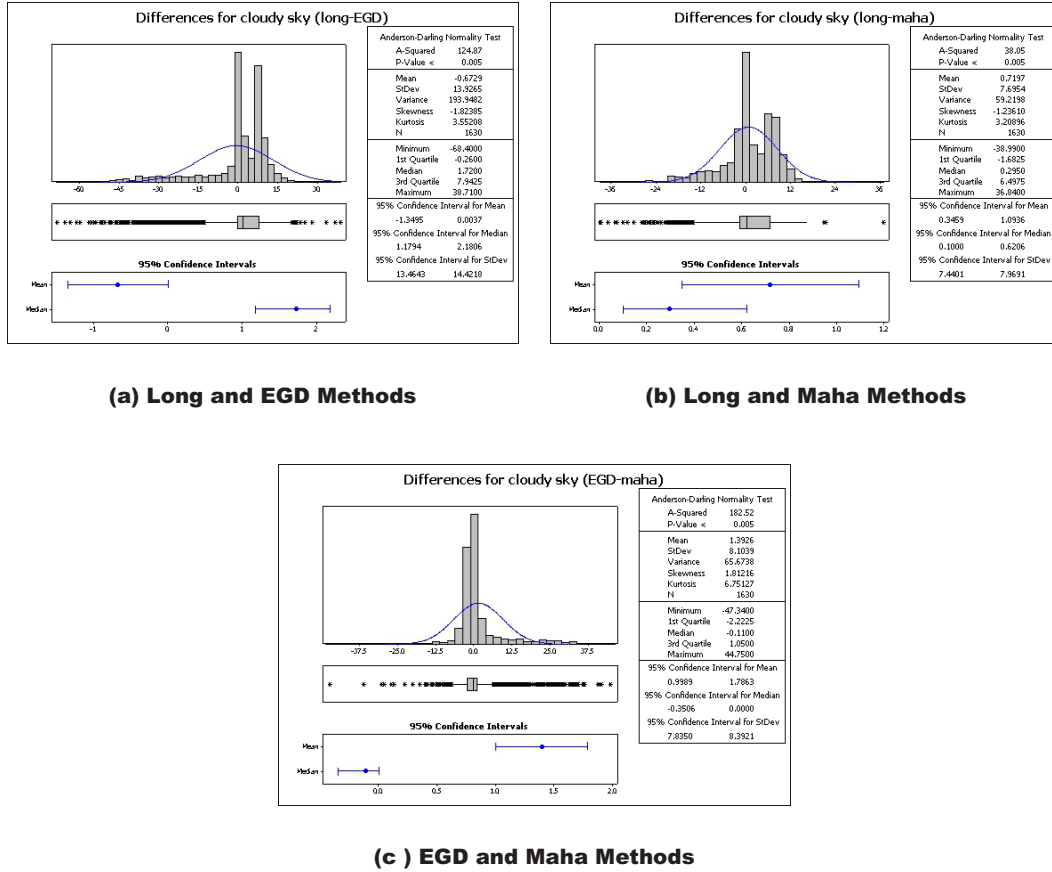 Differences for cloudy sky (long-EGD)
Anderson-Darling Normality Test
A-Squared 124.87
P-Value < 0.005
Mean -0.6729
StDev 13.9265
Variance 193.9482
Skewness -1.82385
Kurtosis 3.55208
N 1630
Minimum -68.4000
1st Quartile -0.2600
Median 1.7200
3rd Quartile 7.9425
Maximum 38.7100
95% Confidence Interval for Mean
-1.3495 0.0037
95% Confidence Interval for Median
1.1794 2.1806
95% Confidence Interval for StDev
13.4643 14.4218
-60 -45 -30 -15 0 15 30
95% Confidence Intervals
Mean
Median
-1 0 1 2
(a) Long and EGD Methods
Differences for cloudy sky (long-maha)
Anderson-Darling Normality Test
A-Squared 38.05
P-Value < 0.005
Mean 0.7197
StDev 7.6954
Variance 59.2198
Skewness -1.23610
Kurtosis 3.20896
N 1630
Minimum -38.9900
1st Quartile -1.6825
Median 0.2950
3rd Quartile 6.4975
Maximum 36.8400
95% Confidence Interval for Mean
0.3459 1.0936
95% Confidence Interval for Median
0.1000 0.6206
95% Confidence Interval for StDev
7.4401 7.9691
-36 -24 -12 0 12 24 36
95% Confidence Intervals
Mean
Median
0.0 0.2 0.4 0.6 0.8 1.0 1.2
(b) Long and Maha Methods
Differences for cloudy sky (EGD-maha)
Anderson-Darling Normality Test
A-Squared 182.52
P-Value < 0.005
Mean 1.3926
StDev 8.1039
Variance 65.6738
Skewness 1.81216
Kurtosis 6.75127
N 1630
Minimum -47.3400
1st Quartile -2.2225
Median -0.1100
3rd Quartile 1.0500
Maximum 44.7500
95% Confidence Interval for Mean
0.9989 1.7863
95% Confidence Interval for Median
-0.3506 0.0000
95% Confidence Interval for StDev
7.8350 8.3921
-37.5 -25.0 -12.5 0.0 12.5 25.0 37.5
95% Confidence Intervals
Mean
Median
0.0 0.5 1.0 1.5 2.0
(c ) EGD and Maha Methods